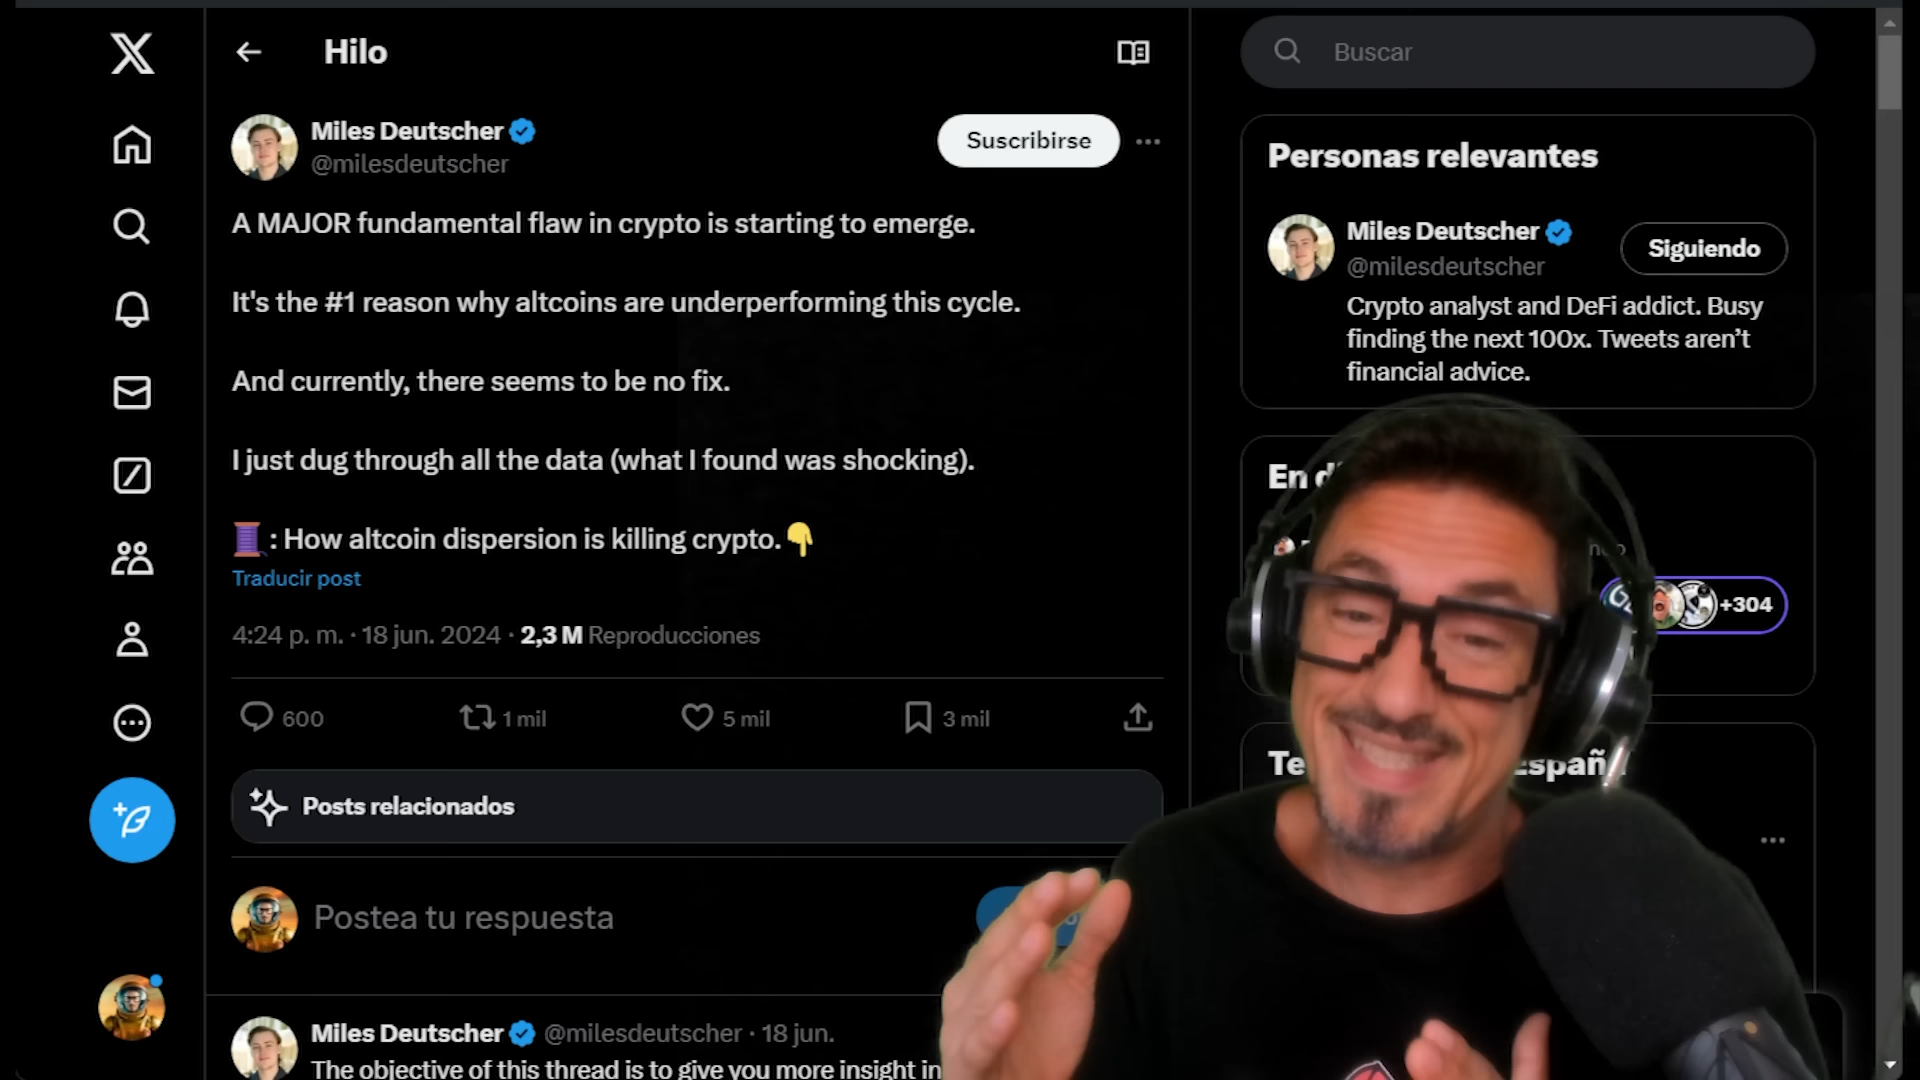 Hilo
Miles Deutscher
@milesdeutscher
Suscribirse
A MAJOR fundamental flaw in crypto is starting to emerge.
It's the #1 reason why altcoins are underperforming this cycle.
And currently, there seems to be no fix.
I just dug through all the data (what I found was shocking).
🧵: How altcoin dispersion is killing crypto.👇
Traducir post
4:24 p. m. · 18 jun. 2024 · 2,3 M Reproducciones
600
1 mil
5 mil
3 mil
Posts relacionados
Postea tu respuesta
Miles Deutscher @milesdeutscher · 18 jun.
The objective of this thread is to give you more insight in
Buscar
Personas relevantes
Miles Deutscher
@milesdeutscher
Siguiendo
Crypto analyst and DeFi addict. Busy
finding the next 100x. Tweets aren't
financial advice.
En d
+304
Te
España